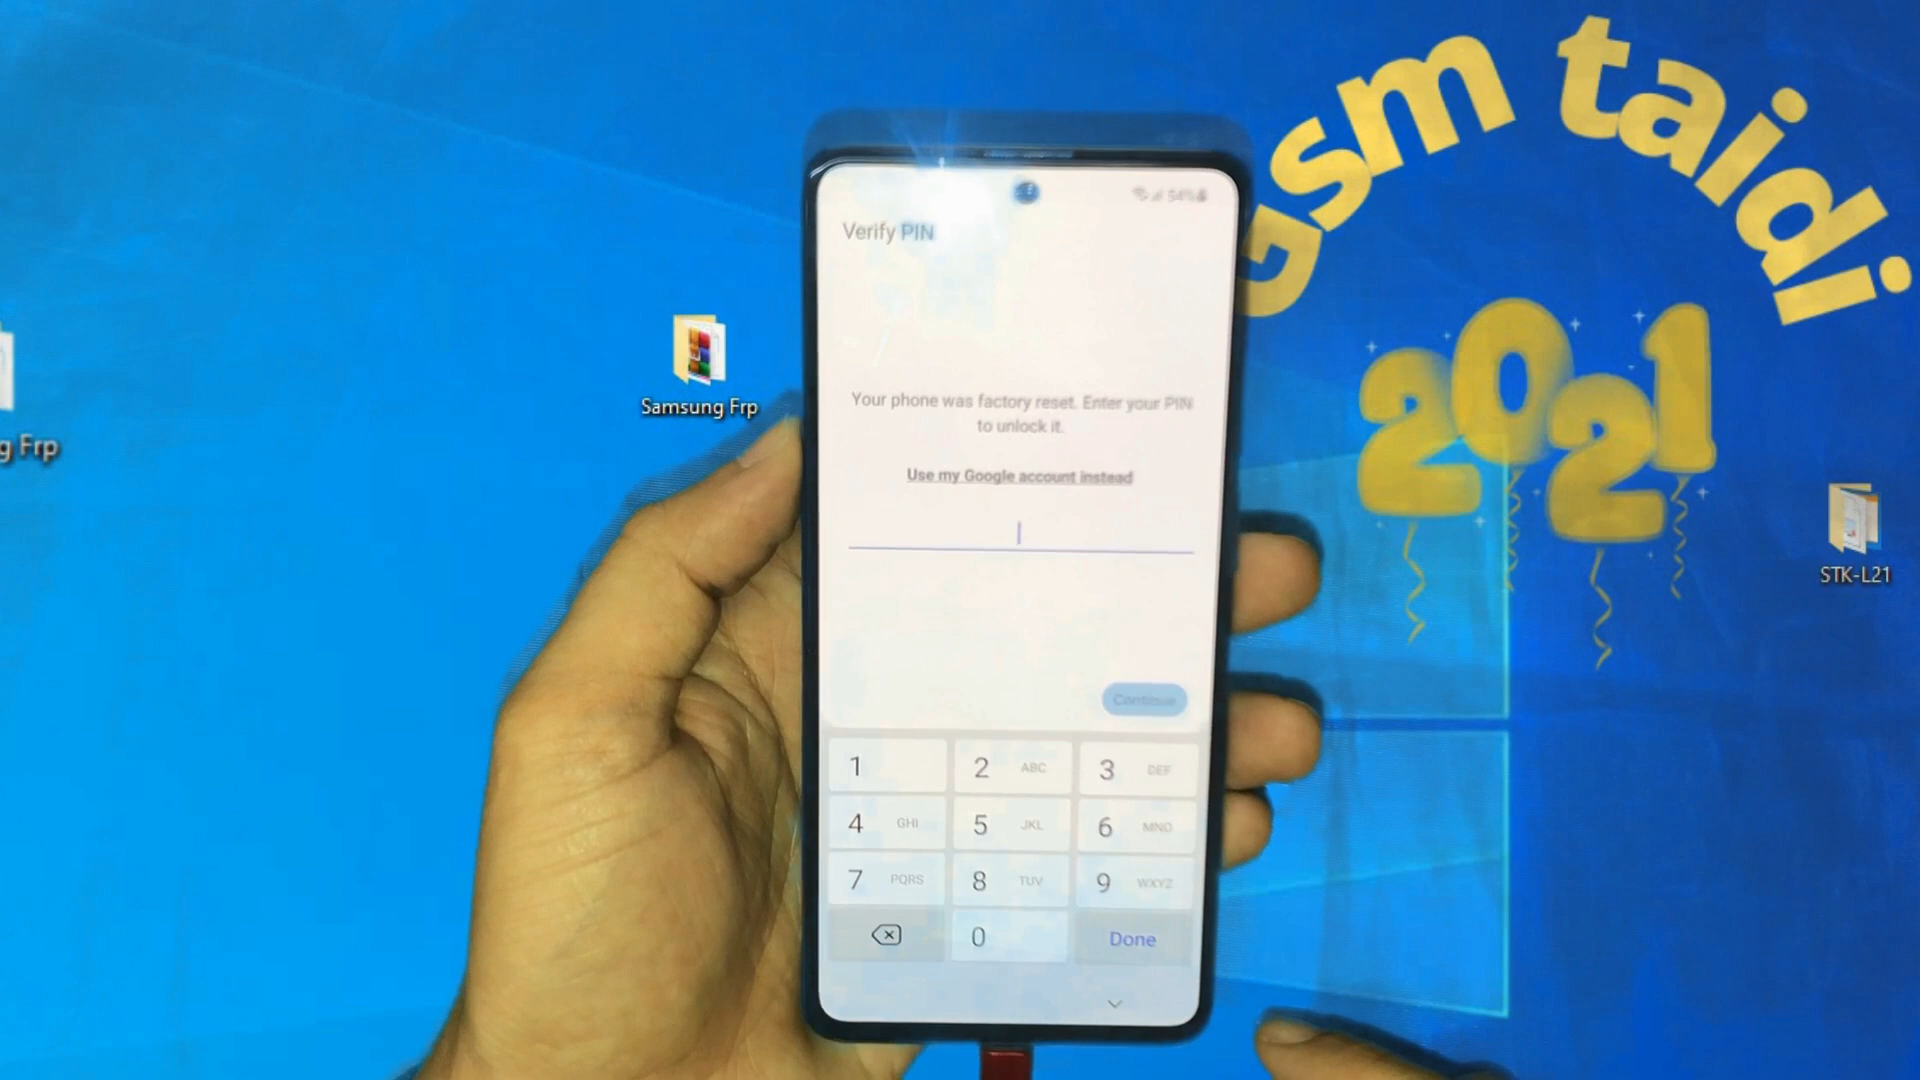 Gsm taidi
2021
Samsung Frp
g Frp
STK-L21
54%
Verify PIN
Your phone was factory reset. Enter your PIN
to unlock it.
Use my Google account instead
Continue
1
2 ABC
3 DEF
4 GHI
5 JKL
6 MNO
7 PQRS
8 TUV
9 WXYZ
0
Done